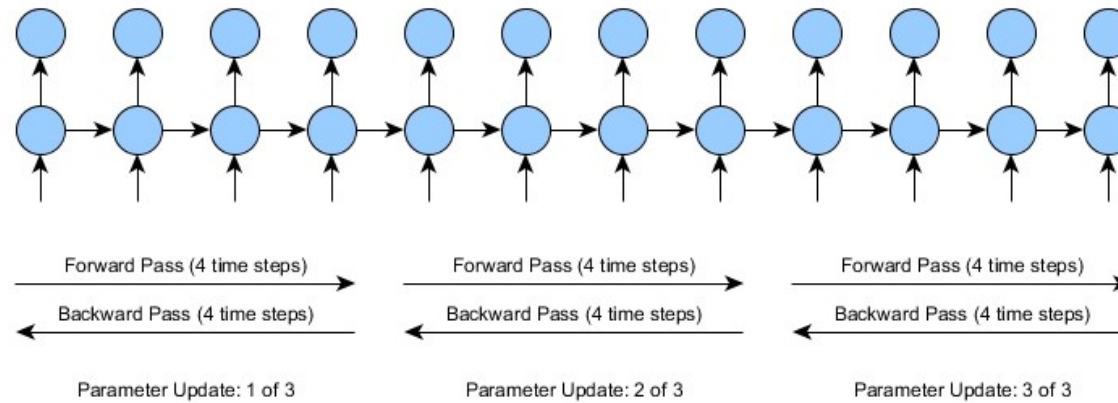 Forward Pass (4 time steps)
Backward Pass (4 time steps)
Parameter Update: 1 of 3
Forward Pass (4 time steps)
Backward Pass (4 time steps)
Parameter Update: 2 of 3
Forward Pass (4 time steps)
Backward Pass (4 time steps)
Parameter Update: 3 of 3